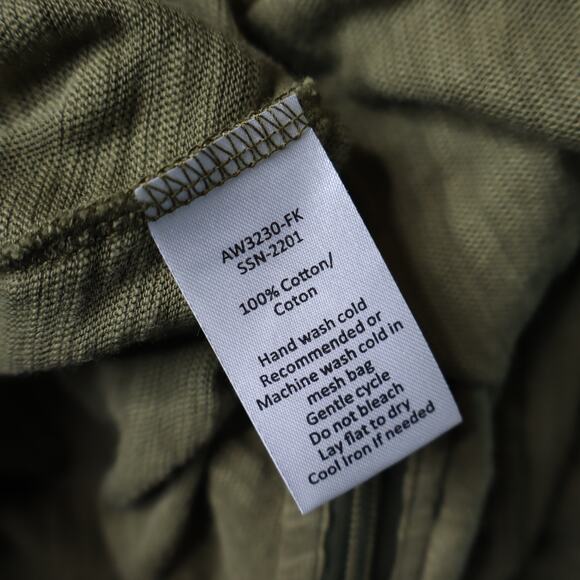 AW3230-FK
SSN-2201
100% Cotton/
Coton
Hand wash cold
Recommended or
Machine wash cold in
mesh bag
Gentle cycle
Do not bleach
Lay flat to dry
Cool Iron If needed